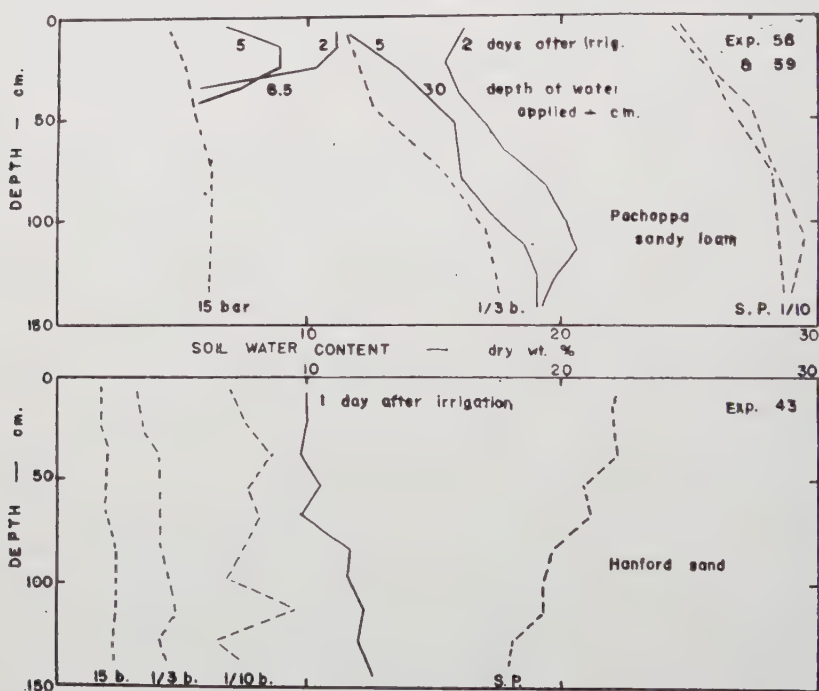 0
5
2
5
2 days after irrig.
Exp. 58
& 59
6.5
30
depth of water
applied – cm.
50
DEPTH — cm.
100
Pachappa
sandy loam
15 bar
1/3 b.
S. P. 1/10
150
10
20
30
SOIL WATER CONTENT — dry wt. %
0
10
20
30
1 day after irrigation
Exp. 43
50
DEPTH — cm.
Hanford sand
100
15 b.
1/3 b.
1/10 b.
S. P.
150